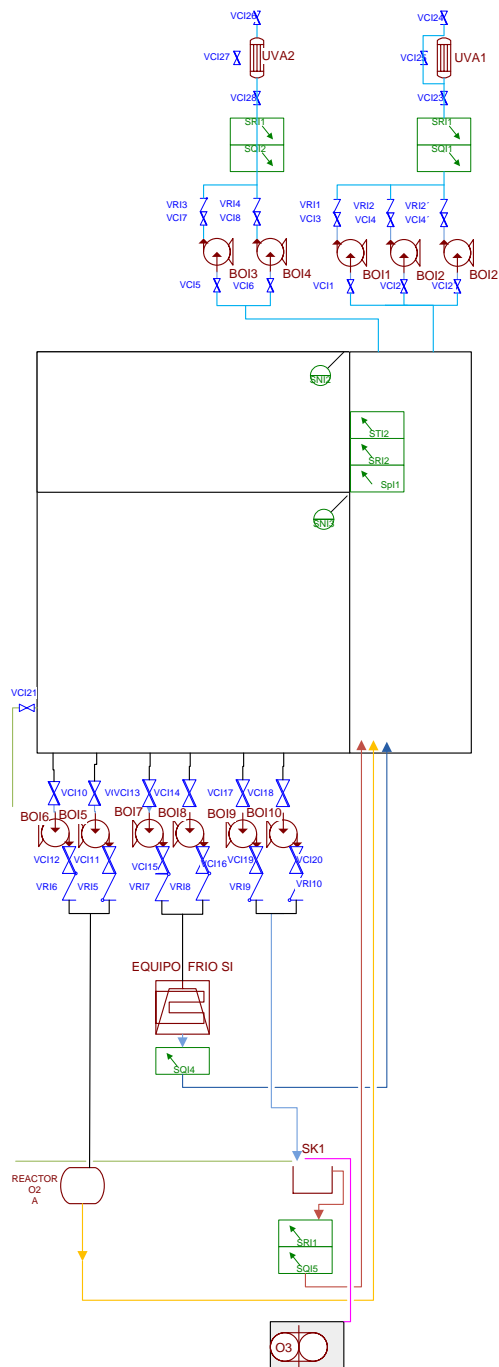 VCI26
VCI24
VCI27
UVA2
VCI25
UVA1
VCI28
VCI23
SRI1
SRI1
SQI2
SQI1
VRI3
VRI4
VRI1
VRI2
VRI2´
VCI7
VCI8
VCI3
VCI4
VCI4´
BOI3
BOI4
BOI1
BOI2
BOI2
VCI5
VCI6
VCI1
VCI2
VCI2
SNI2
STI2
SRI2
SpI1
SNI3
VCI21
VCI10
VCI13
VCI14
VCI17
VCI18
BOI6
BOI5
BOI7
BOI8
BOI9
BOI10
VCI12
VCI11
VCI15
VCI16
VCI19
VCI20
VRI6
VRI5
VRI7
VRI8
VRI9
VRI10
EQUIPO FRIO SI
SQI4
SK1
REACTOR
O2
A
SRI1
SQI5
O3